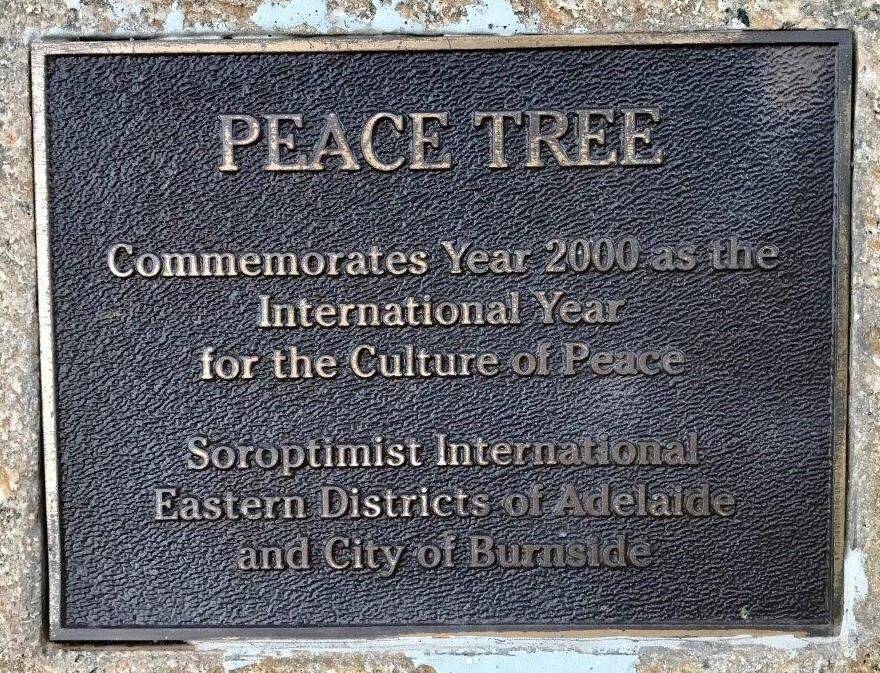 PEACE TREE
Commemorates Year 2000 as the
International Year
for the Culture of Peace
Soroptimist International
Eastern Districts of Adelaide
and City of Burnside